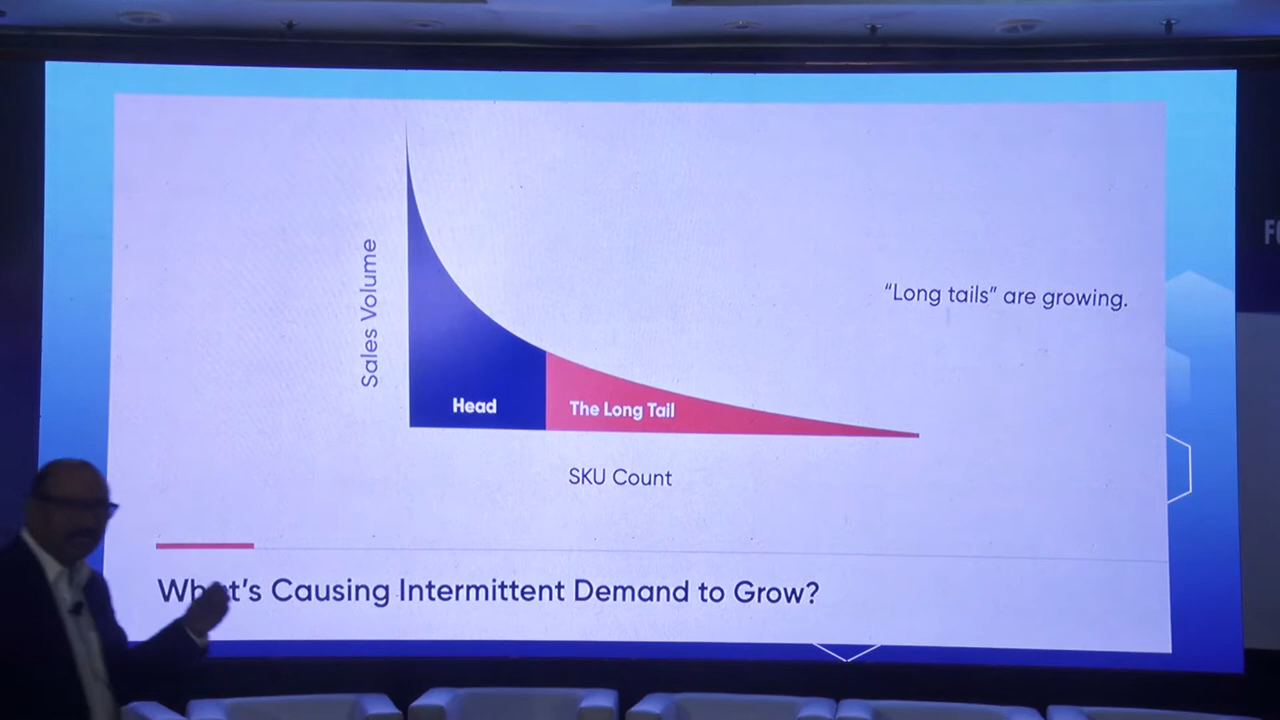 Sales Volume
“Long tails” are growing.
Head
The Long Tail
SKU Count
What's Causing Intermittent Demand to Grow?